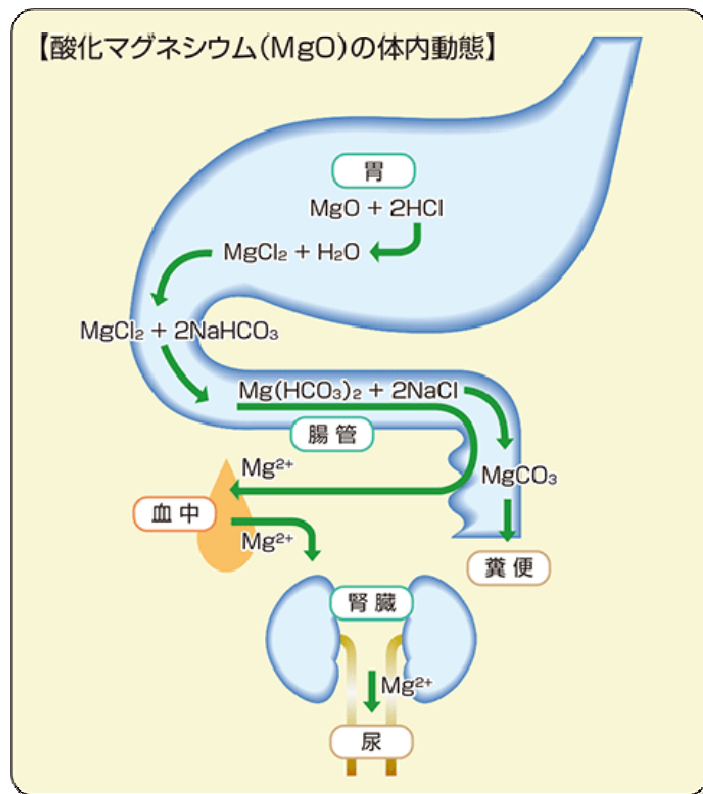 【酸化マグネシウム(MgO)の体内動態】
胃
MgO + 2HCl
MgCl₂ + H₂O
MgCl₂ + 2NaHCO₃
Mg(HCO₃)₂ + 2NaCl
腸管
Mg²⁺
MgCO₃
血中
Mg²⁺
糞便
腎臓
Mg²⁺
尿